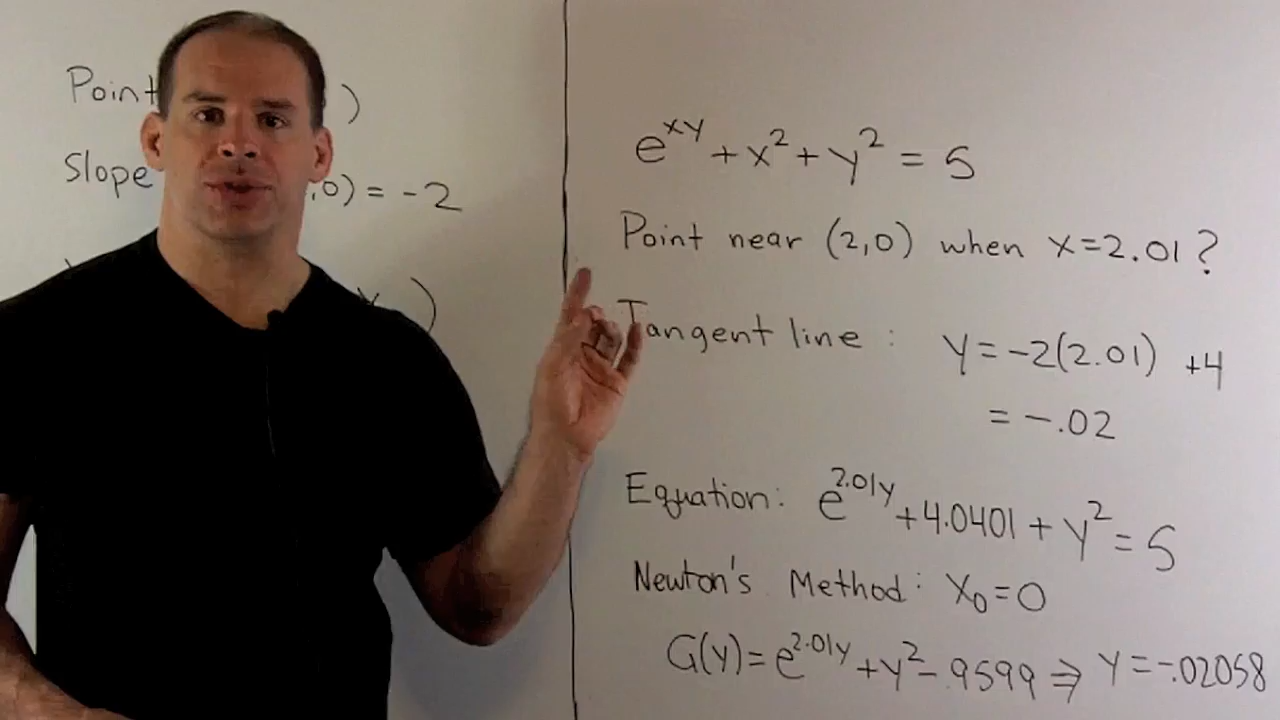 Point )
Slope ,0) = -2
)
e^xy + x² + y² = 5
Point near (2,0) when x=2.01?
Tangent line : y = -2(2.01) +4
= -.02
Equation: e^2.01y + 4.0401 + y² = 5
Newton's Method: x₀ = 0
G(y) = e^2.01y + y² - .9599 ⇒ y = -.02058